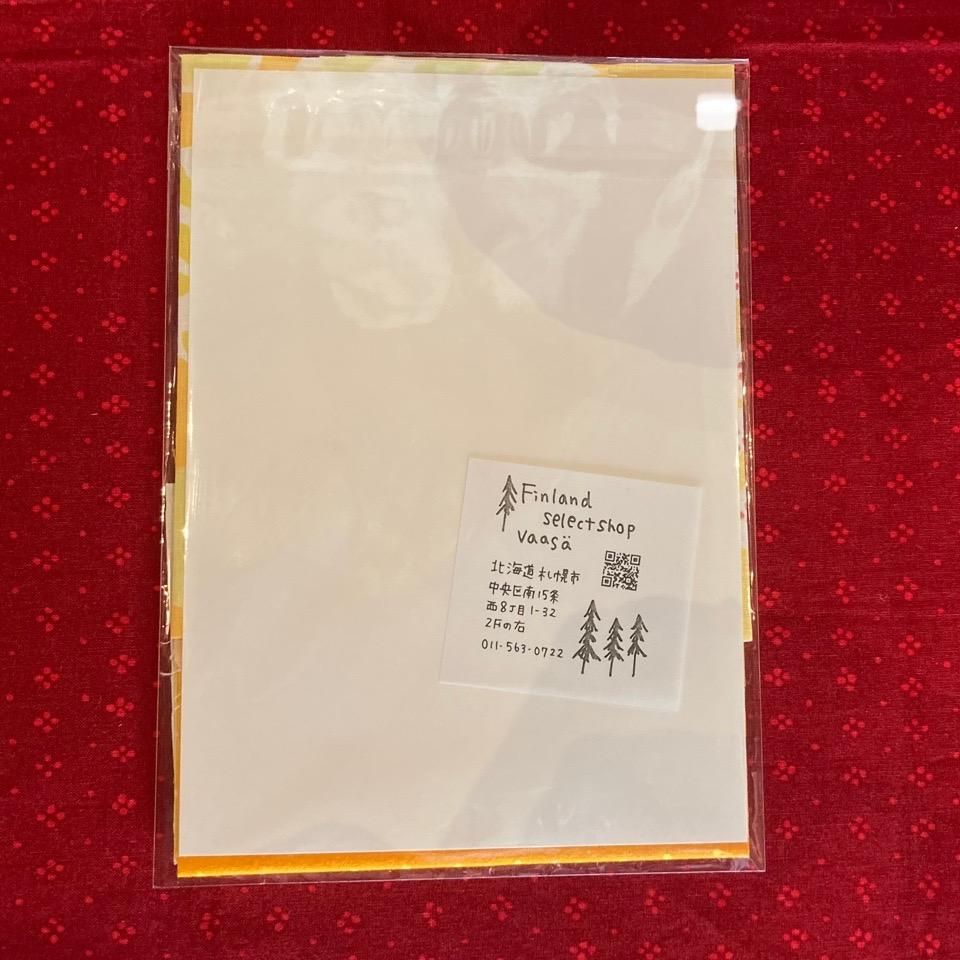 Finland
selectshop
vaasä
北海道札幌市
中央区南15条
西8丁目1-32
2Fの右
011-563-0722